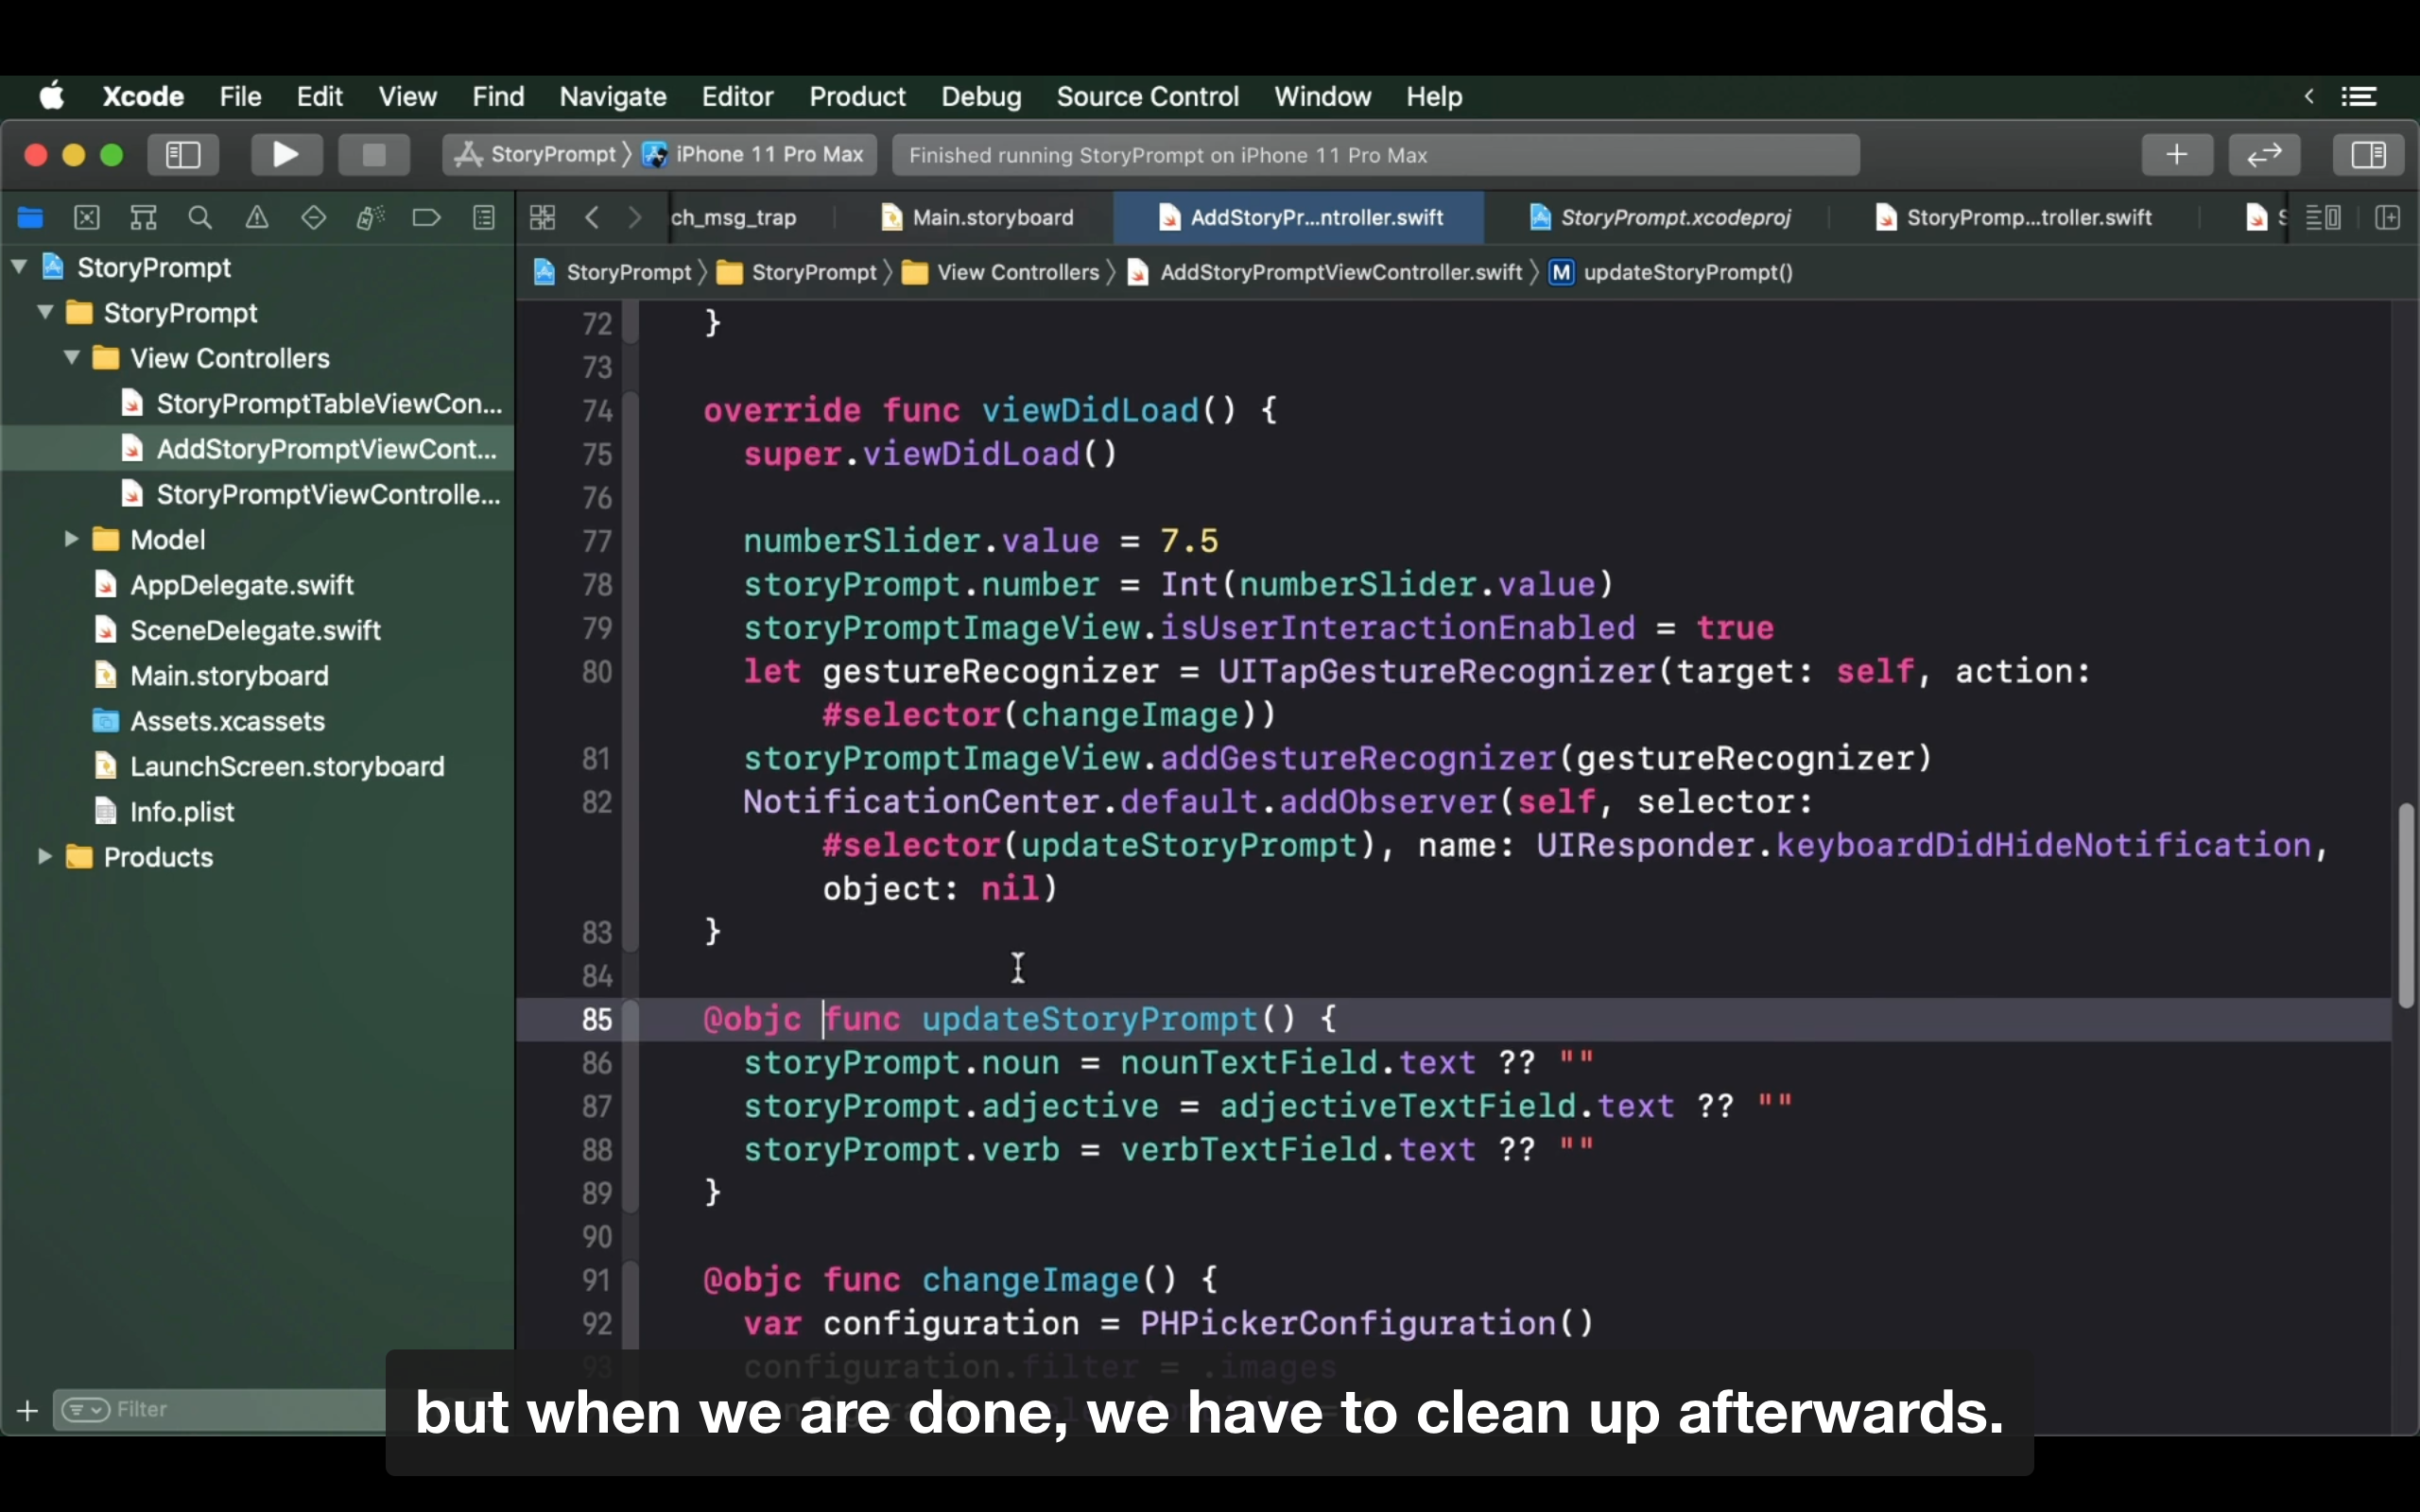 Xcode File Edit View Find Navigate Editor Product Debug Source Control Window Help
StoryPrompt iPhone 11 Pro Max
Finished running StoryPrompt on iPhone 11 Pro Max
ch_msg_trap
Main.storyboard
AddStoryPr...ntroller.swift
StoryPrompt.xcodeproj
StoryPromp...troller.swift
StoryPrompt
StoryPrompt
View Controllers
StoryPromptTableViewCon...
AddStoryPromptViewCont...
StoryPromptViewControlle...
Model
AppDelegate.swift
SceneDelegate.swift
Main.storyboard
Assets.xcassets
LaunchScreen.storyboard
Info.plist
Products
Filter
StoryPrompt StoryPrompt View Controllers AddStoryPromptViewController.swift M updateStoryPrompt()
72 }
73
74 override func viewDidLoad() {
75 super.viewDidLoad()
76
77 numberSlider.value = 7.5
78 storyPrompt.number = Int(numberSlider.value)
79 storyPromptImageView.isUserInteractionEnabled = true
80 let gestureRecognizer = UITapGestureRecognizer(target: self, action:
#selector(changeImage))
81 storyPromptImageView.addGestureRecognizer(gestureRecognizer)
82 NotificationCenter.default.addObserver(self, selector:
#selector(updateStoryPrompt), name: UIResponder.keyboardDidHideNotification,
object: nil)
83 }
84
85 @objc func updateStoryPrompt() {
86 storyPrompt.noun = nounTextField.text ?? ""
87 storyPrompt.adjective = adjectiveTextField.text ?? ""
88 storyPrompt.verb = verbTextField.text ?? ""
89 }
90
91 @objc func changeImage() {
92 var configuration = PHPickerConfiguration()
93 configuration.filter = .images
but when we are done, we have to clean up afterwards.